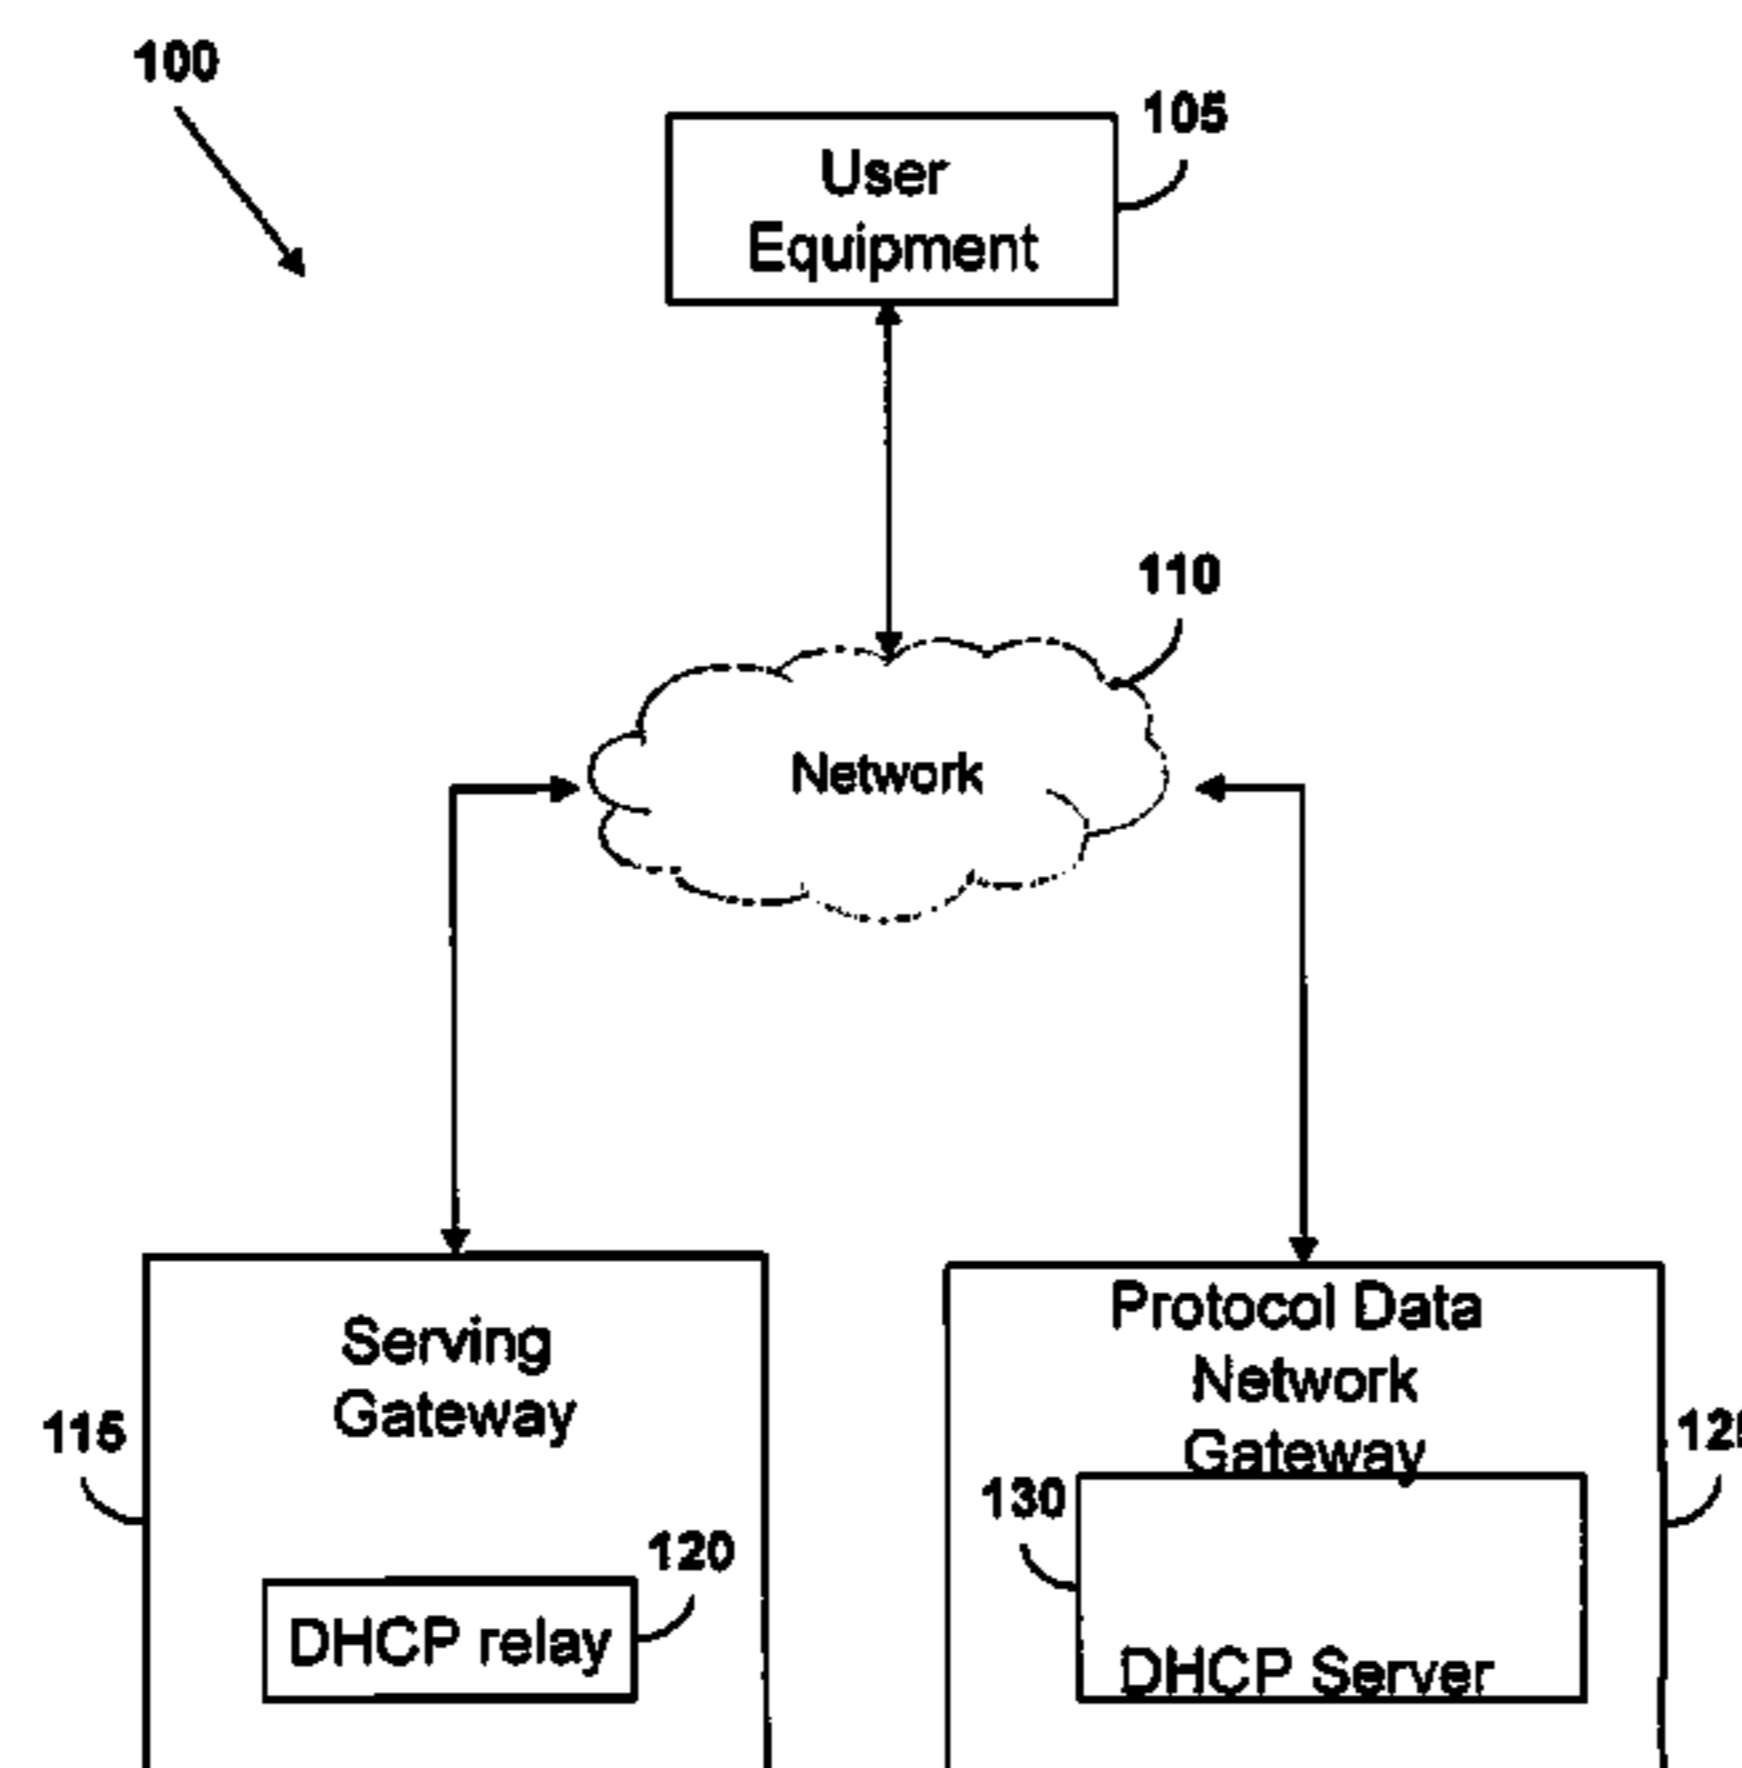 100
105
User
Equipment
110
Network
Serving
Gateway
115
120
DHCP relay
Protocol Data
Network
Gateway
130
DHCP Server